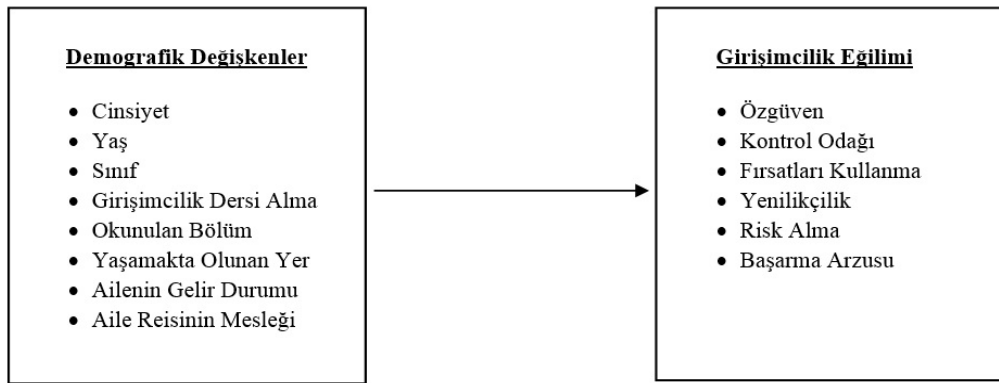 Demografik Değişkenler
• Cinsiyet
• Yaş
• Sınıf
• Girişimcilik Dersi Alma
• Okunulan Bölüm
• Yaşamakta Olunan Yer
• Ailenin Gelir Durumu
• Aile Reisinin Mesleği
Girişimcilik Eğilimi
• Özgüven
• Kontrol Odağı
• Fırsatları Kullanma
• Yenilikçilik
• Risk Alma
• Başarma Arzusu